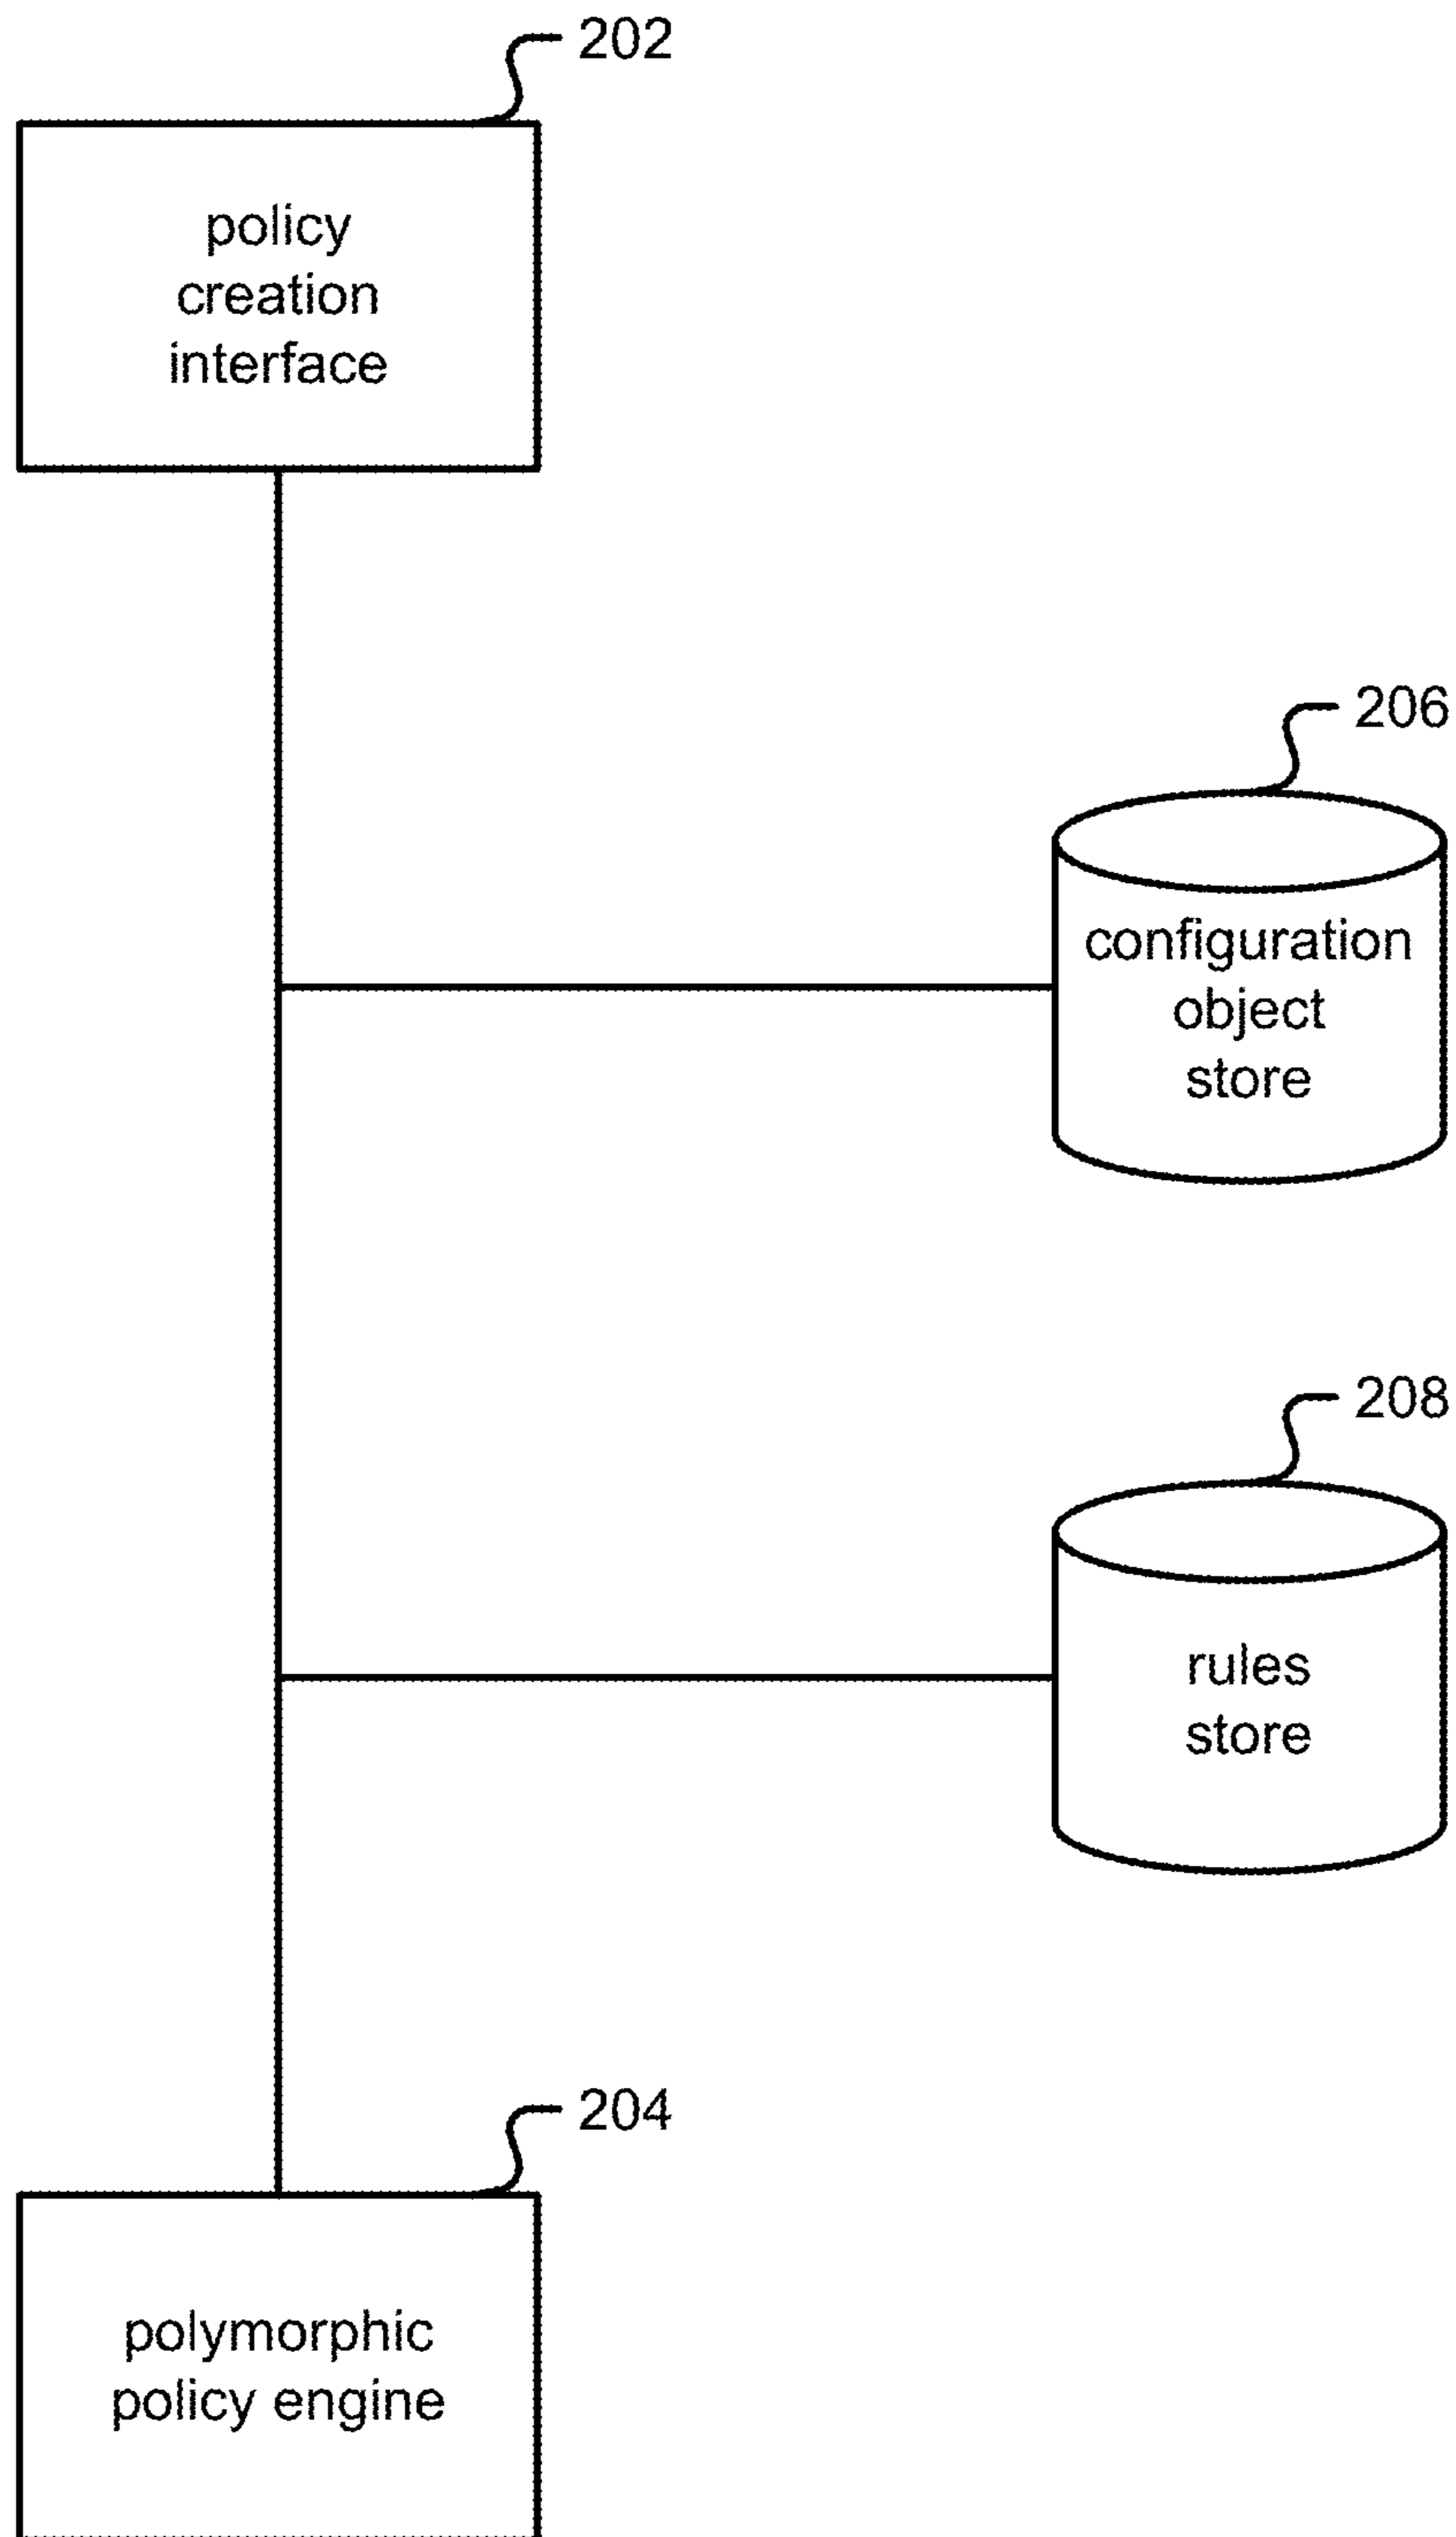 202
policy
creation
interface
206
configuration
object
store
208
rules
store
204
polymorphic
policy engine